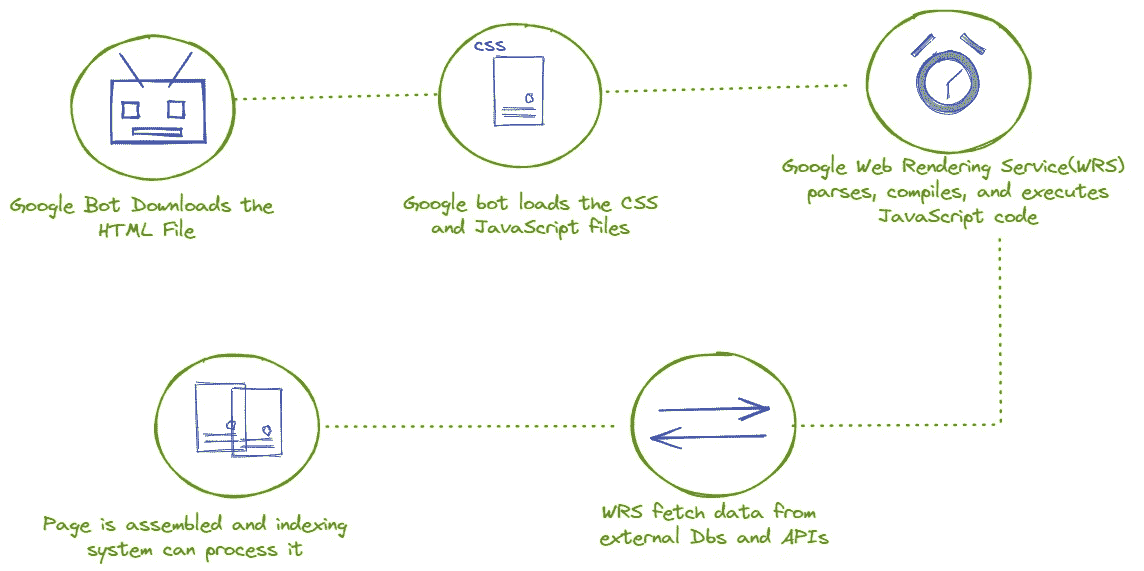 Google Bot Downloads the
HTML File
CSS
Google bot loads the CSS
and JavaScript files
Google Web Rendering Service(WRS)
parses, compiles, and executes
JavaScript code
WRS fetch data from
external Dbs and APIs
Page is assembled and indexing
system can process it